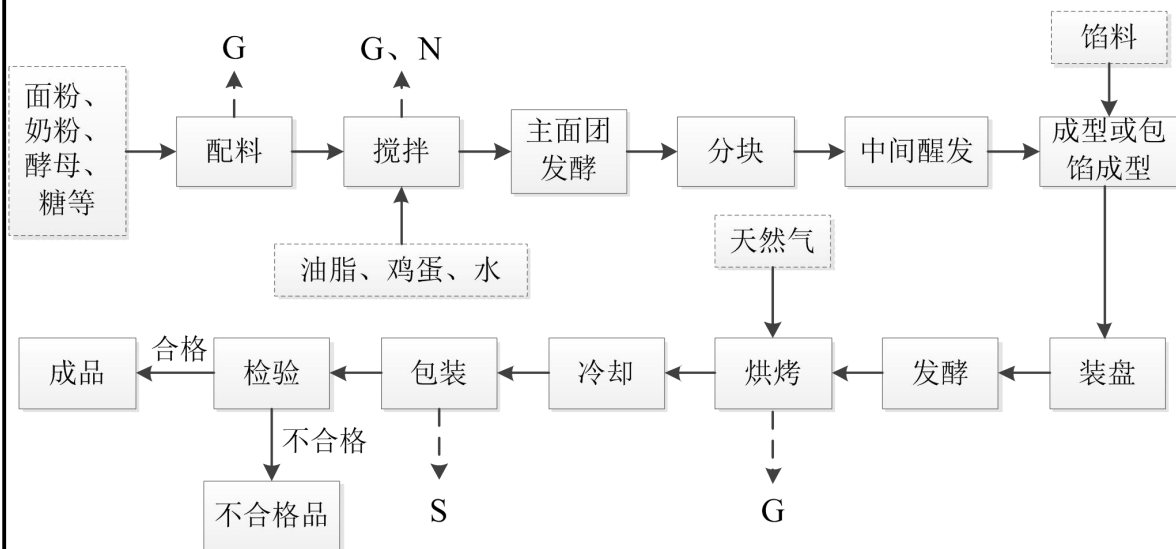 G
G、N
馅料
面粉、
奶粉、
酵母、
糖等
配料
搅拌
主面团
发酵
分块
中间醒发
成型或包
馅成型
油脂、鸡蛋、水
天然气
成品
合格
检验
包装
冷却
烘烤
发酵
装盘
不合格
不合格品
S
G